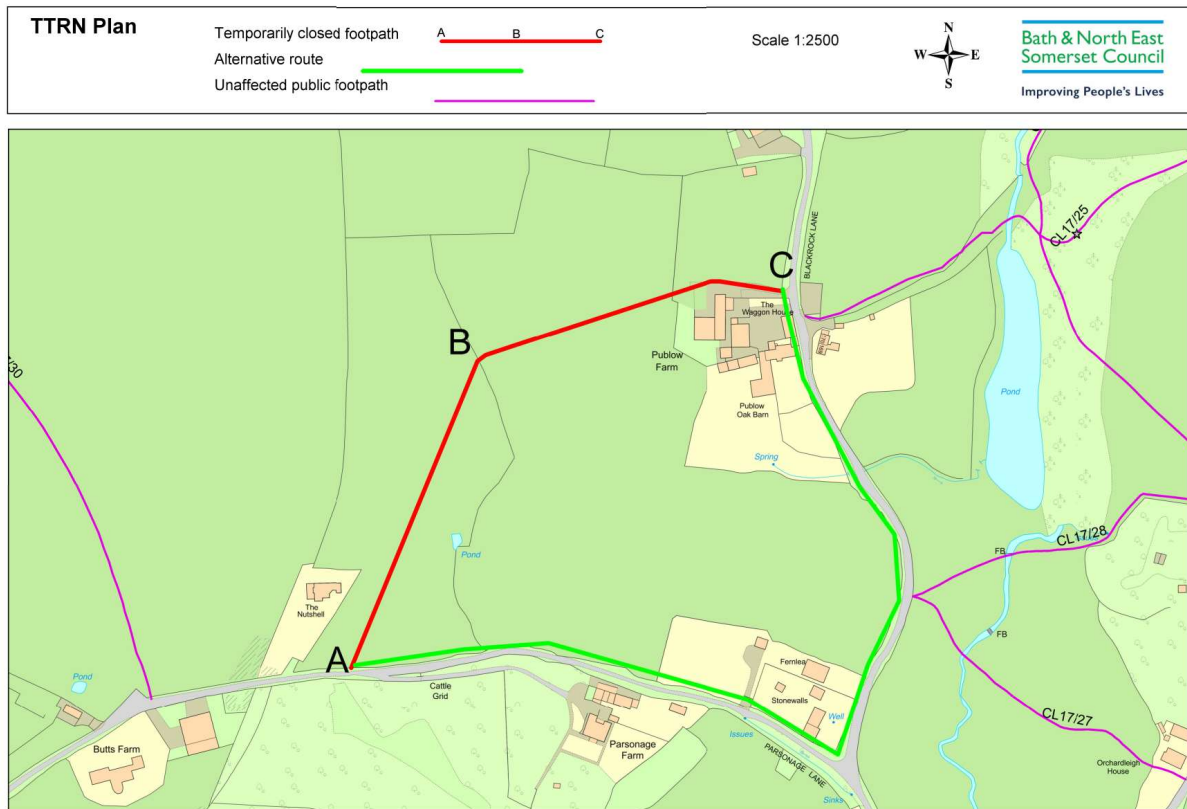 TTRN Plan
Temporarily closed footpath
A B C
Alternative route
Unaffected public footpath
Scale 1:2500
N
W E
S
Bath & North East
Somerset Council
Improving People's Lives
BLACKROCK LANE
CL17/25
C
The
Waggon House
B
Publow
Farm
/30
Pond
Publow
Oak Barn
Spring
CL17/28
FB
Pond
The
Nutshell
FB
A
Fernlea
Cattle
Grid
Stonewalls
Pond
Well
CL17/27
Issues
Butts Farm
Parsonage
Farm
PARSONAGE LANE
Orchardleigh
House
Sinks